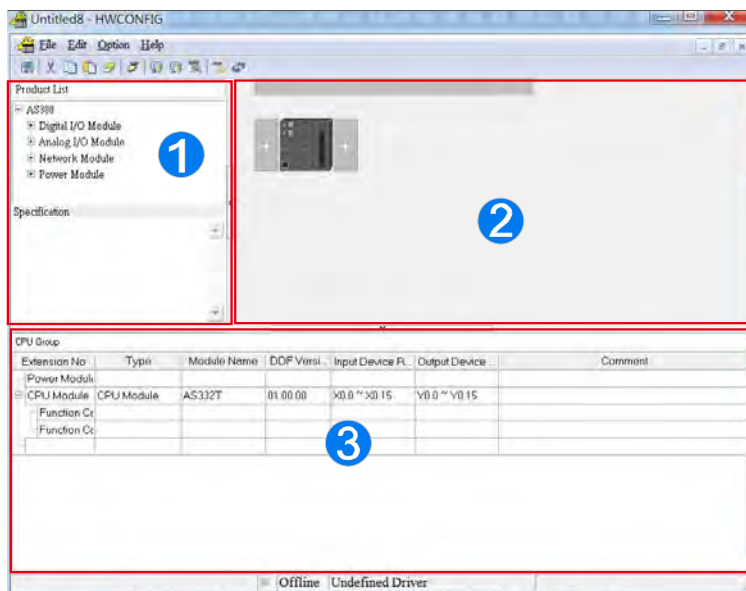 Untitled8 - HWCONFIG
File Edit Option Help
Product List
AS300
Digital I/O Module
Analog I/O Module
Network Module
Power Module
1
Specification
2
CPU Group
Extension No Type Module Name DDF Versi... Input Device R... Output Device ... Comment
Power Modul
CPU Module CPU Module AS332T 01.00.00 X0.0 ~ X0.15 Y0.0 ~ Y0.15
Function Ca
Function Ca
3
Offline Undefined Driver